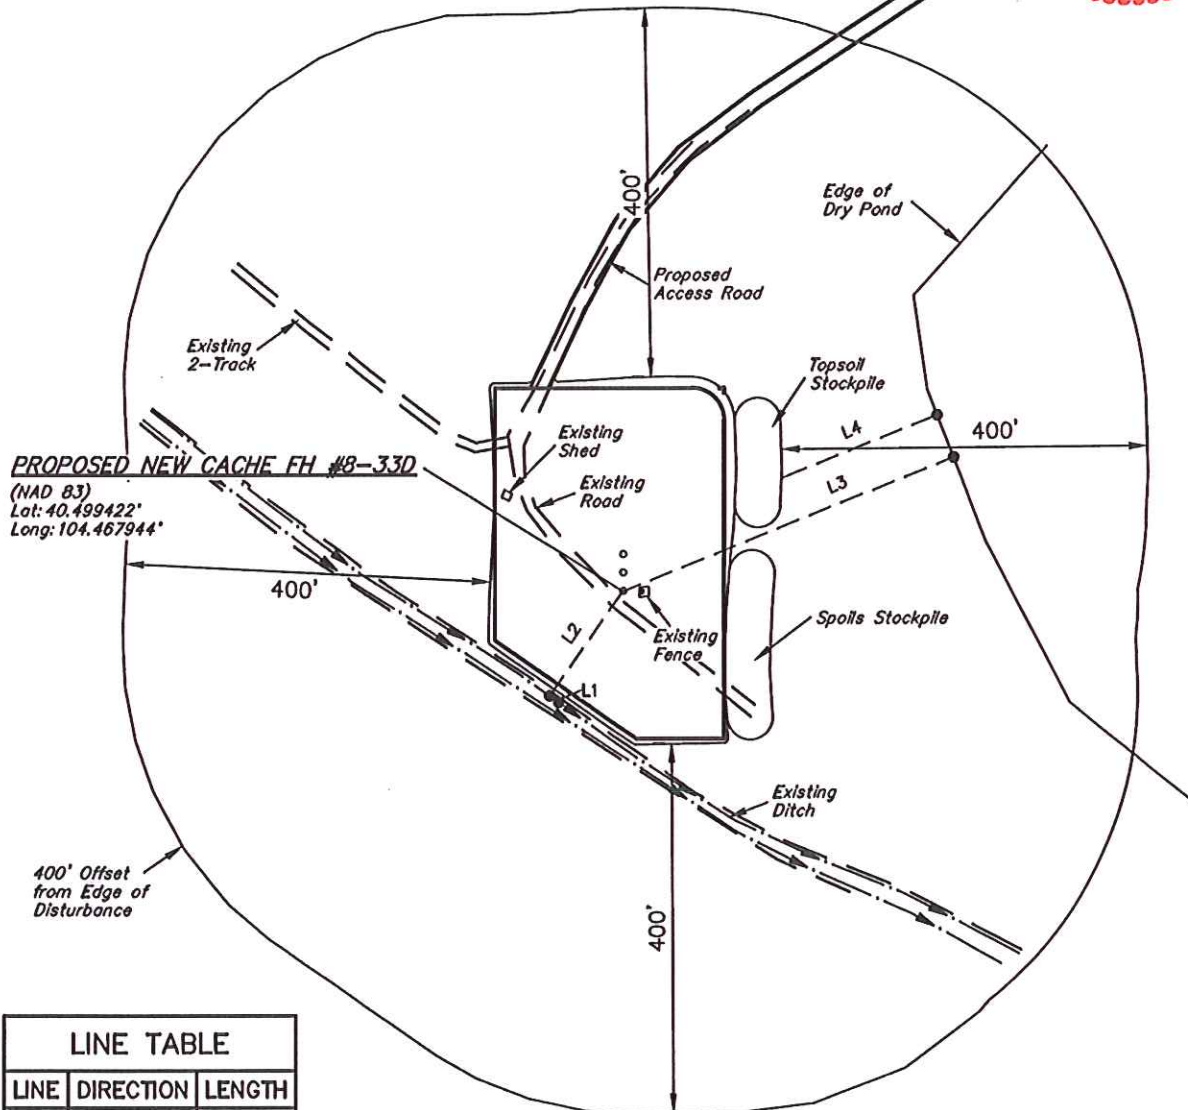 400'
Edge of
Dry Pond
Proposed
Access Road
Existing
2-Track
Topsoil
Stockpile
L4
400'
Existing
Shed
PROPOSED NEW CACHE FH #8-33D
(NAD 83)
Lat: 40.499422°
Long: 104.467944°
Existing
Road
L3
400'
L2
Existing
Fence
Spoils Stockpile
L1
Existing
Ditch
400' Offset
from Edge of
Disturbance
400'
LINE TABLE
LINE DIRECTION LENGTH